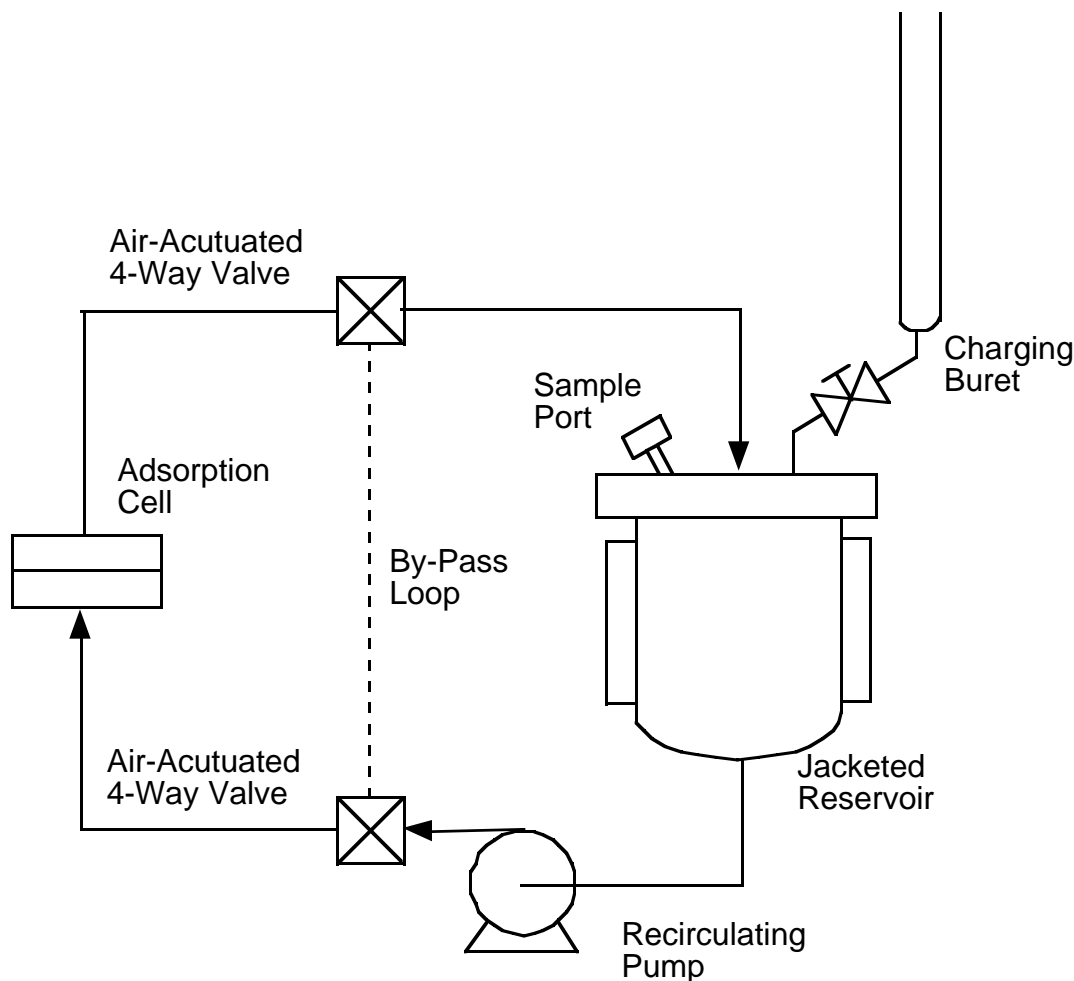 Air-Acutuated
4-Way Valve
Charging
Buret
Sample
Port
Adsorption
Cell
By-Pass
Loop
Air-Acutuated
4-Way Valve
Jacketed
Reservoir
Recirculating
Pump